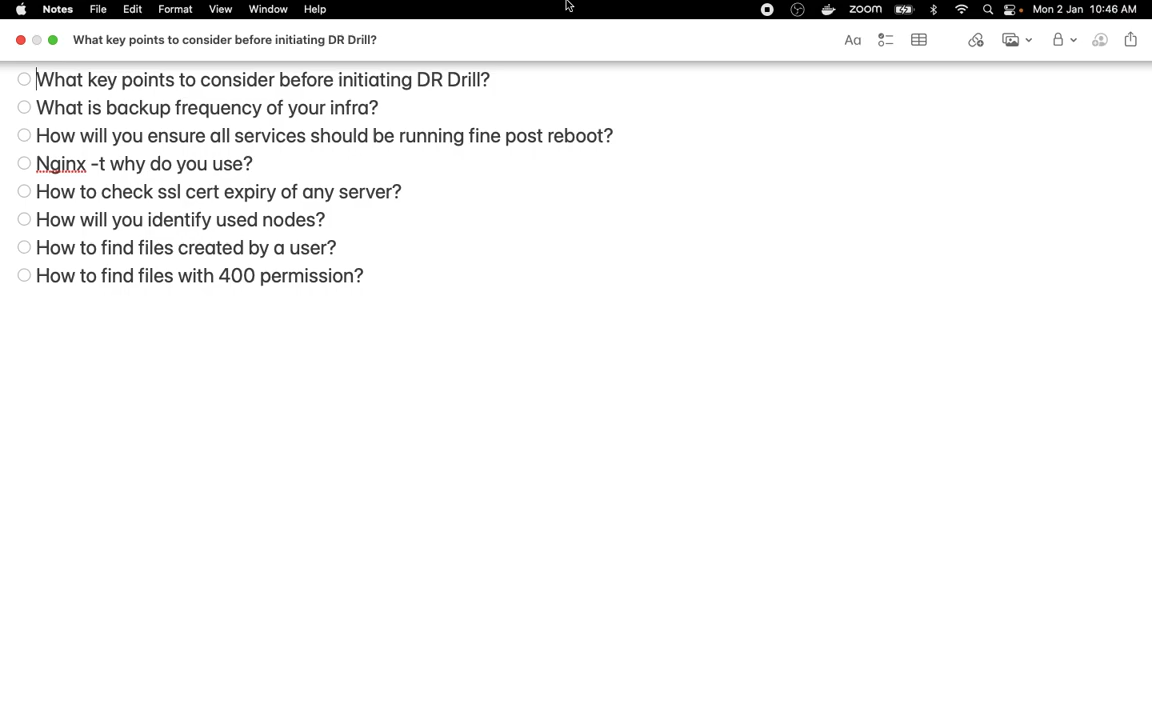 Notes File Edit Format View Window Help zoom Mon 2 Jan 10:46 AM
What key points to consider before initiating DR Drill? Aa
What key points to consider before initiating DR Drill?
What is backup frequency of your infra?
How will you ensure all services should be running fine post reboot?
Nginx -t why do you use?
How to check ssl cert expiry of any server?
How will you identify used nodes?
How to find files created by a user?
How to find files with 400 permission?